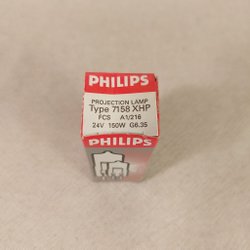 PHILIPS
PROJECTION LAMP
Type 7158 XHP
FCS A1/216
24V 150W G6.35
PHILIPS